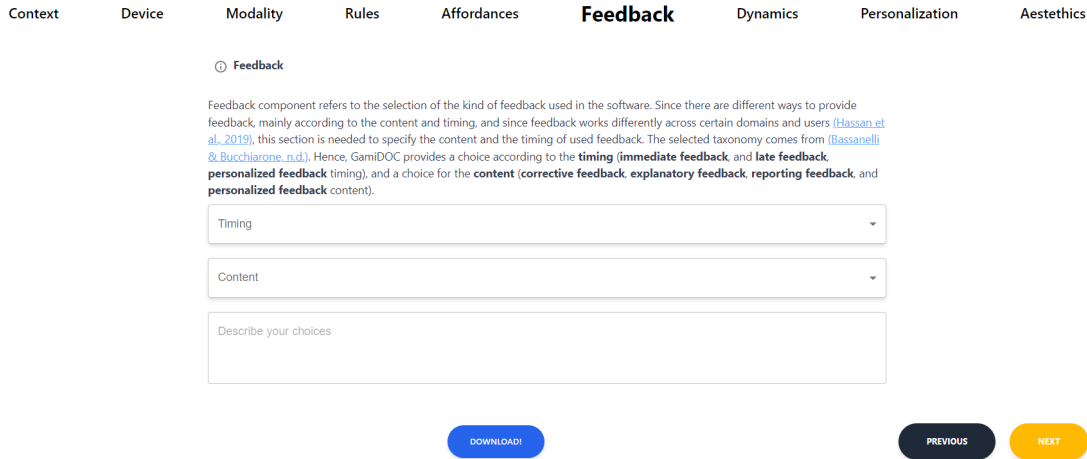 Context Device Modality Rules Affordances Feedback Dynamics Personalization Aestethics
Feedback
Feedback component refers to the selection of the kind of feedback used in the software. Since there are different ways to provide
feedback, mainly according to the content and timing, and since feedback works differently across certain domains and users (Hassan et
al., 2019), this section is needed to specify the content and the timing of used feedback. The selected taxonomy comes from (Bassanelli
& Bucchiarone, n.d.). Hence, GamiDOC provides a choice according to the timing (immediate feedback, and late feedback,
personalized feedback timing), and a choice for the content (corrective feedback, explanatory feedback, reporting feedback, and
personalized feedback content).
Timing
Content
Describe your choices
DOWNLOAD! PREVIOUS NEXT